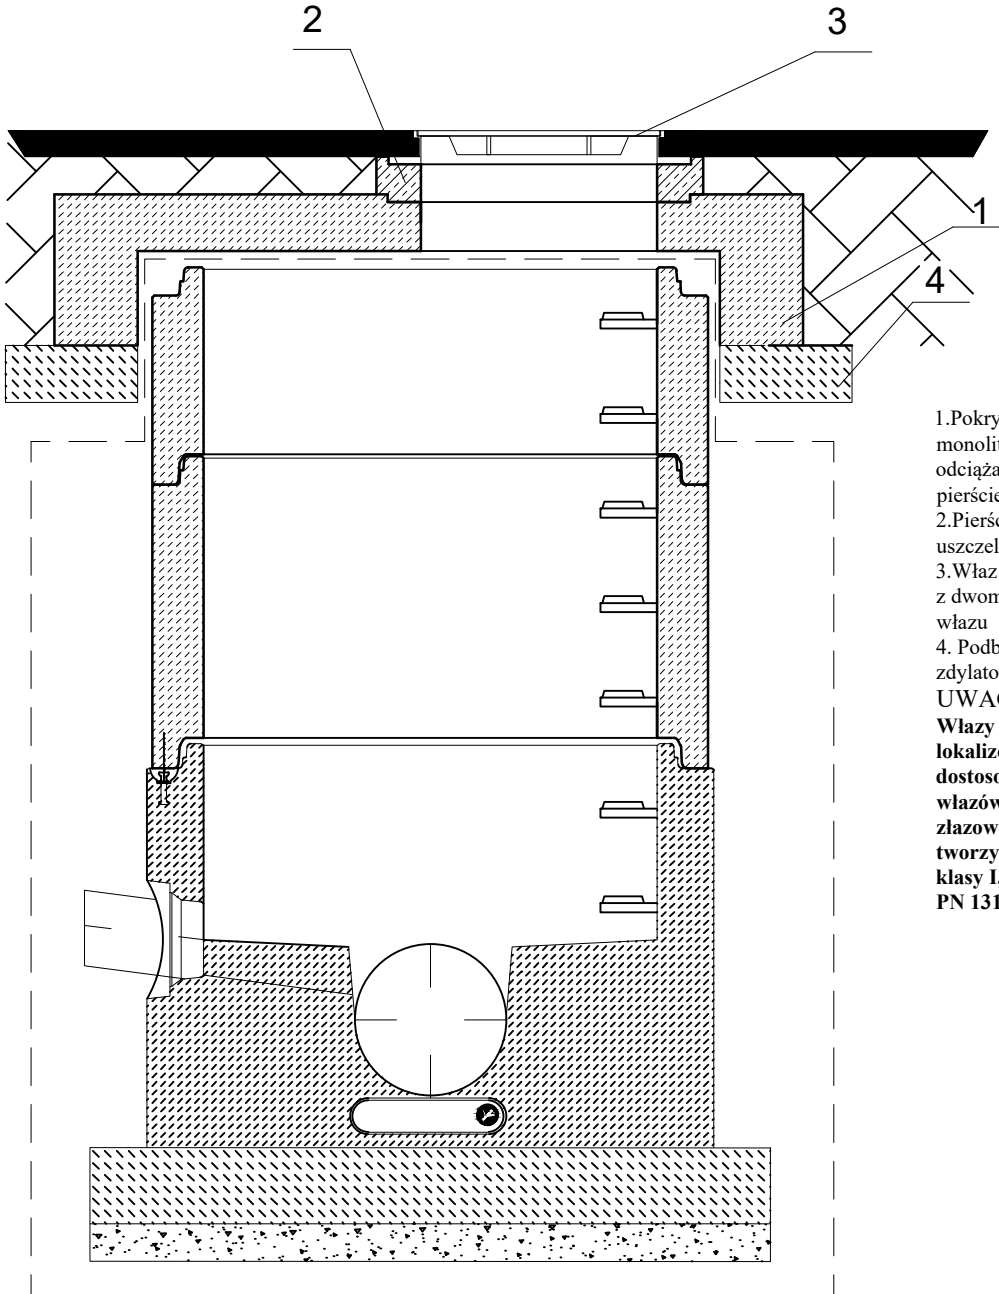 2
3
1
4
1.Pokry
monolit
odciąża
pierście
2.Pierśc
uszczel
3.Właz
z dwom
włazu
4. Podb
zdylato
UWAG
Włazy
lokalizo
dostoso
włazów
złazow
tworzy
klasy I.
PN 131